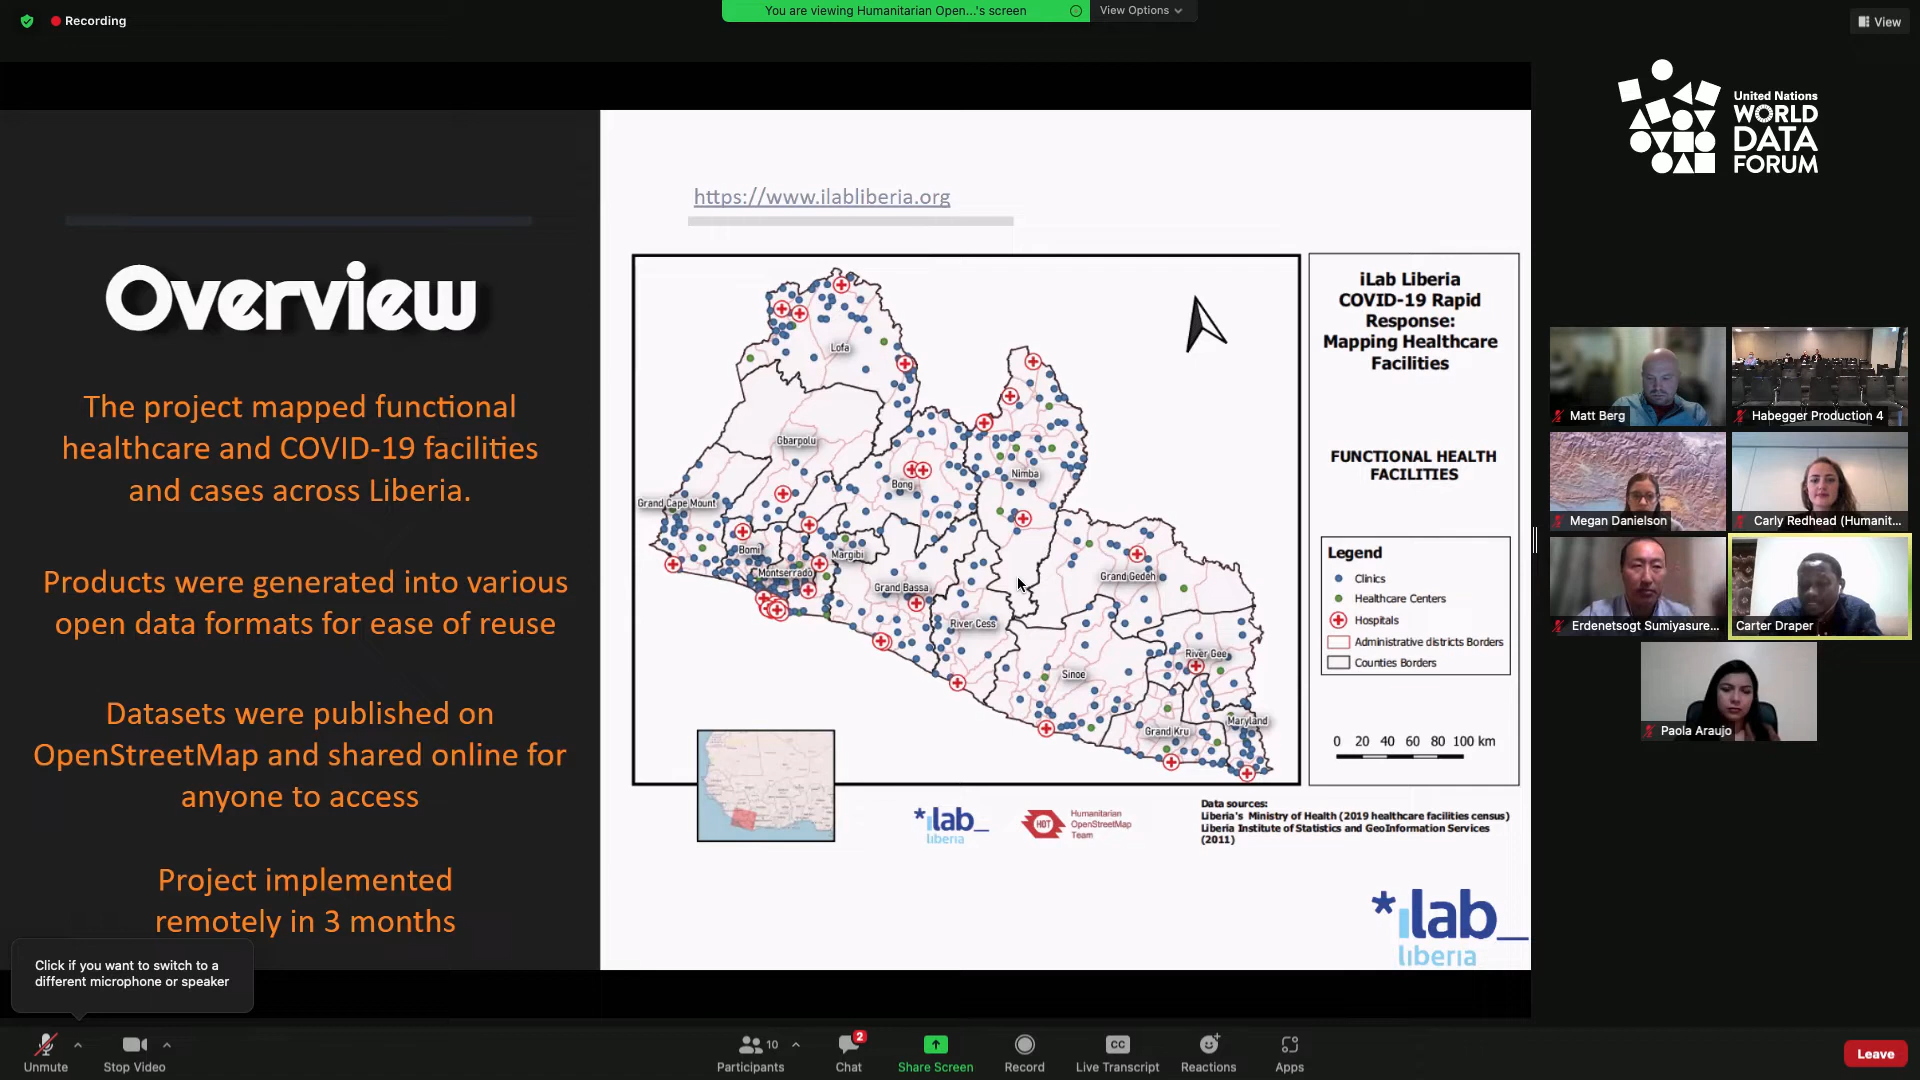 Recording
You are viewing Humanitarian Open...'s screen
View Options
View
United Nations
WORLD
DATA
FORUM
https://www.ilabliberia.org
Overview
The project mapped functional
healthcare and COVID-19 facilities
and cases across Liberia.
Products were generated into various
open data formats for ease of reuse
Datasets were published on
OpenStreetMap and shared online for
anyone to access
Project implemented
remotely in 3 months
Lofa
Gbarpolu
Bong
Nimba
Grand Cape Mount
Bomi
Margibi
Montserrado
Grand Bassa
Grand Gedeh
River Cess
River Gee
Sinoe
Maryland
Grand Kru
iLab Liberia
COVID-19 Rapid
Response:
Mapping Healthcare
Facilities
FUNCTIONAL HEALTH
FACILITIES
Legend
Clinics
Healthcare Centers
Hospitals
Administrative districts Borders
Counties Borders
0 20 40 60 80 100 km
*ilab_
liberia
HOT
Humanitarian
OpenStreetMap
Team
Data sources:
Liberia's Ministry of Health (2019 healthcare facilities census)
Liberia Institute of Statistics and GeoInformation Services
(2011)
*ilab_
liberia
Matt Berg
Habegger Production 4
Megan Danielson
Carly Redhead (Humanit...
Erdenetsogt Sumiyasure...
Carter Draper
Paola Araujo
Click if you want to switch to a
different microphone or speaker
Unmute
Stop Video
10
Participants
2
Chat
Share Screen
Record
CC
Live Transcript
Reactions
Apps
Leave